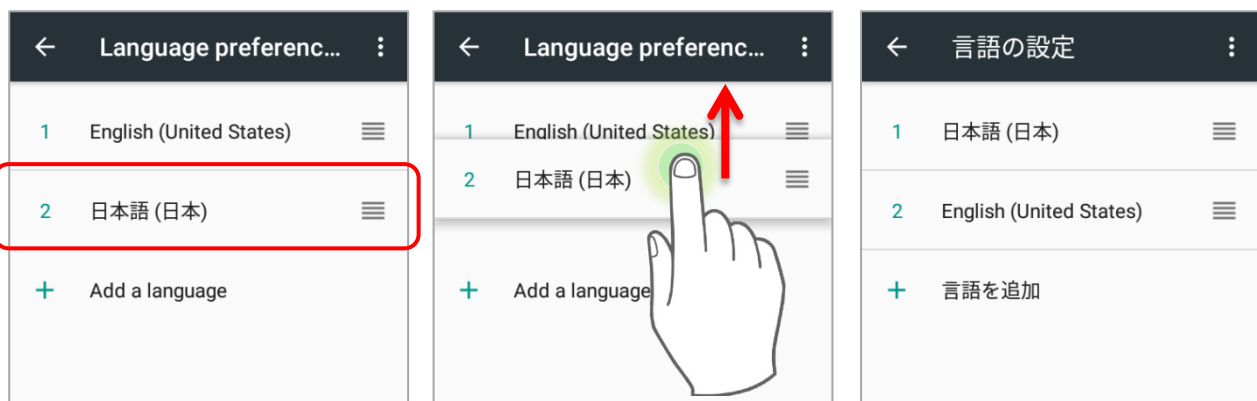 Language preferenc...
1 English (United States)
2 日本語 (日本)
+ Add a language
Language preferenc...
1 English (United States)
2 日本語 (日本)
+ Add a language
言語の設定
1 日本語 (日本)
2 English (United States)
+ 言語を追加